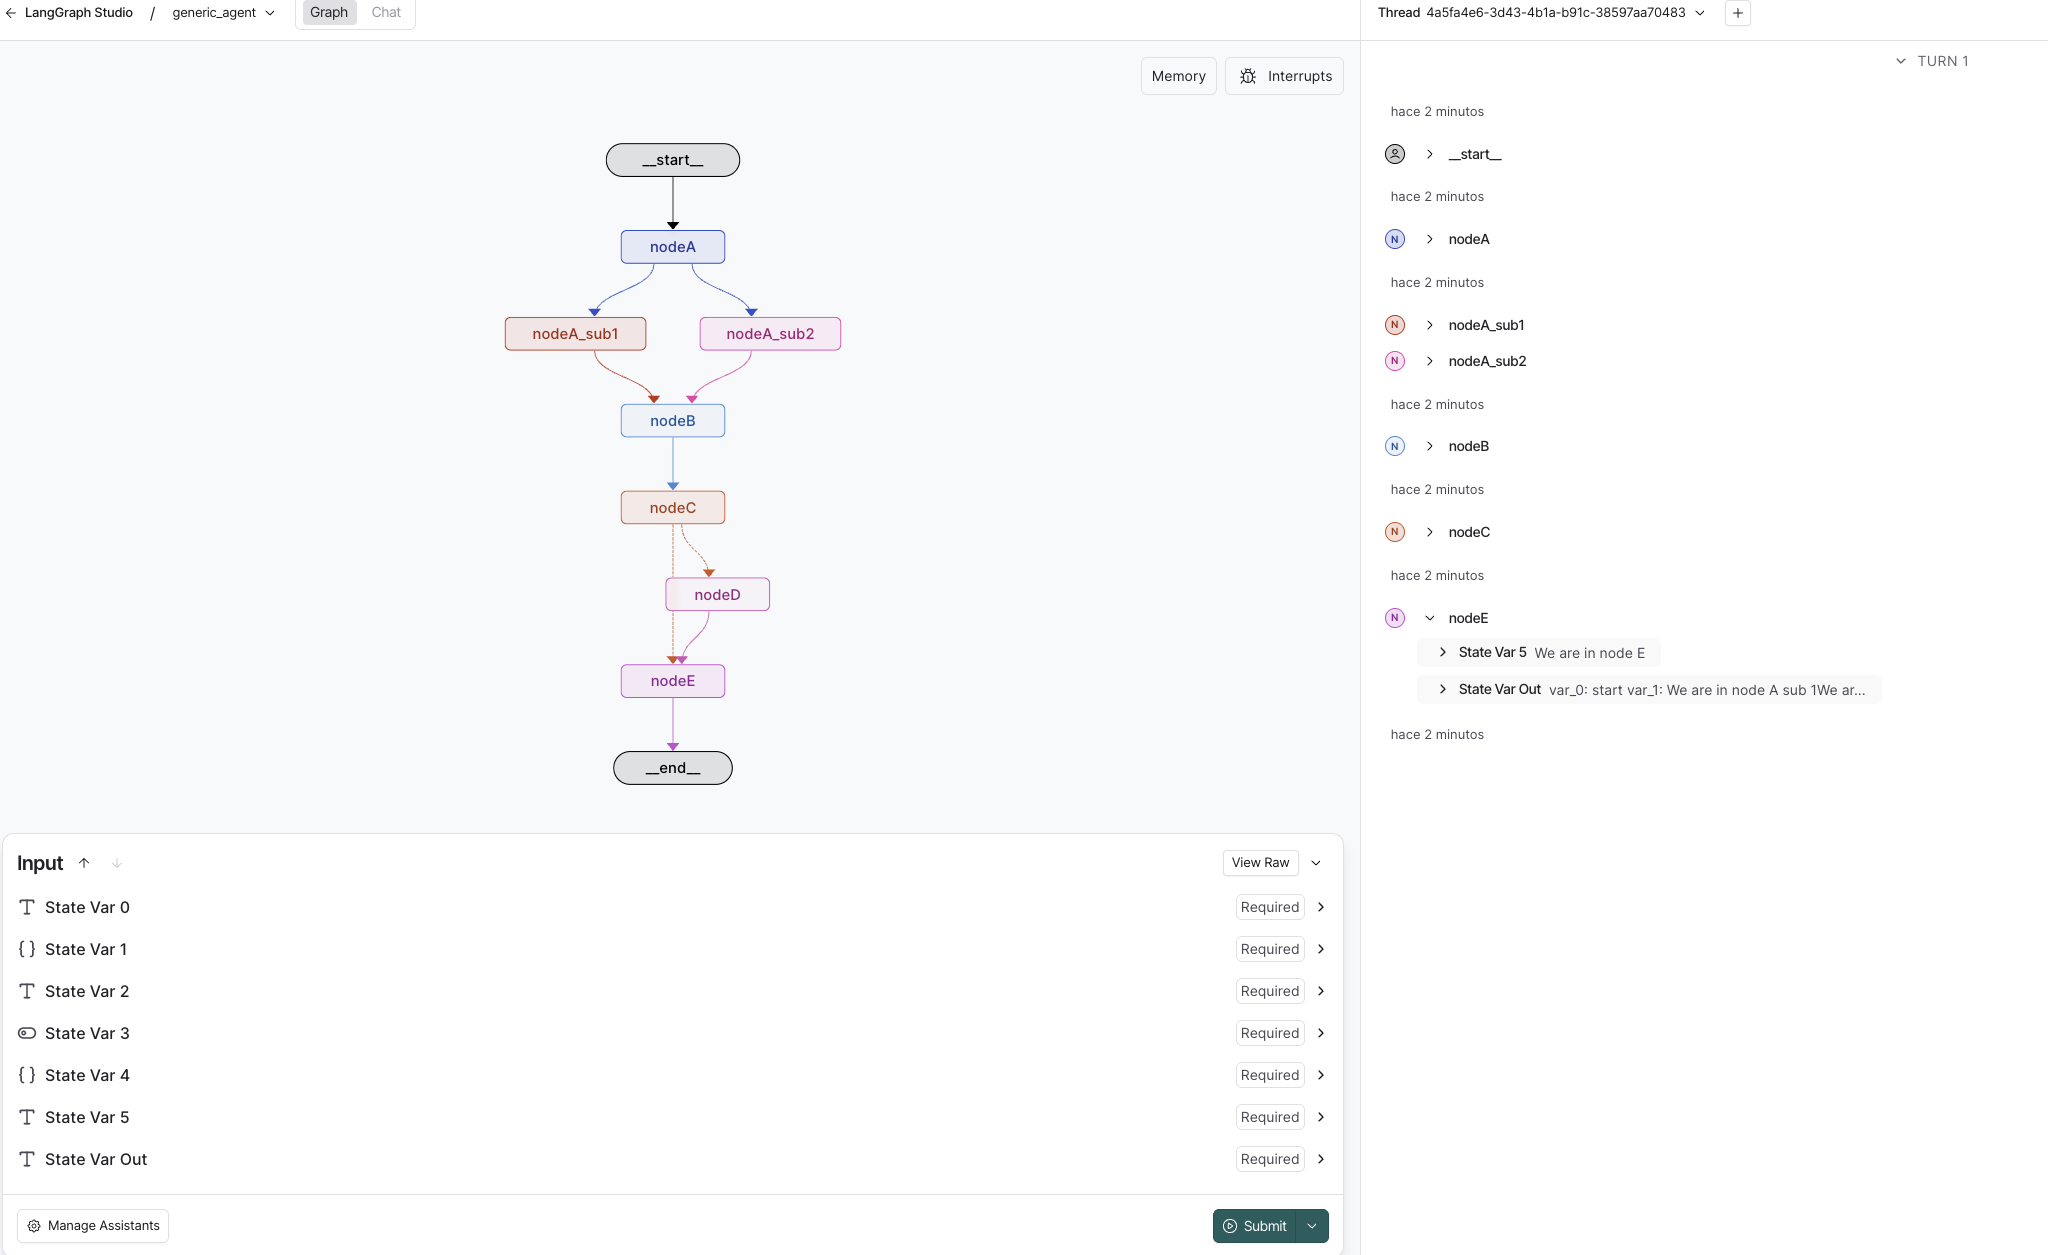 LangGraph Studio / generic_agent Graph Chat
Memory Interrupts
__start__
nodeA
nodeA_sub1 nodeA_sub2
nodeB
nodeC
nodeD
nodeE
__end__
Input View Raw
State Var 0 Required
State Var 1 Required
State Var 2 Required
State Var 3 Required
State Var 4 Required
State Var 5 Required
State Var Out Required
Manage Assistants Submit
Thread 4a5fa4e6-3d43-4b1a-b91c-38597aa70483
TURN 1
hace 2 minutos
__start__
hace 2 minutos
N nodeA
hace 2 minutos
N nodeA_sub1
N nodeA_sub2
hace 2 minutos
N nodeB
hace 2 minutos
N nodeC
hace 2 minutos
N nodeE
State Var 5 We are in node E
State Var Out var_0: start var_1: We are in node A sub 1We ar...
hace 2 minutos